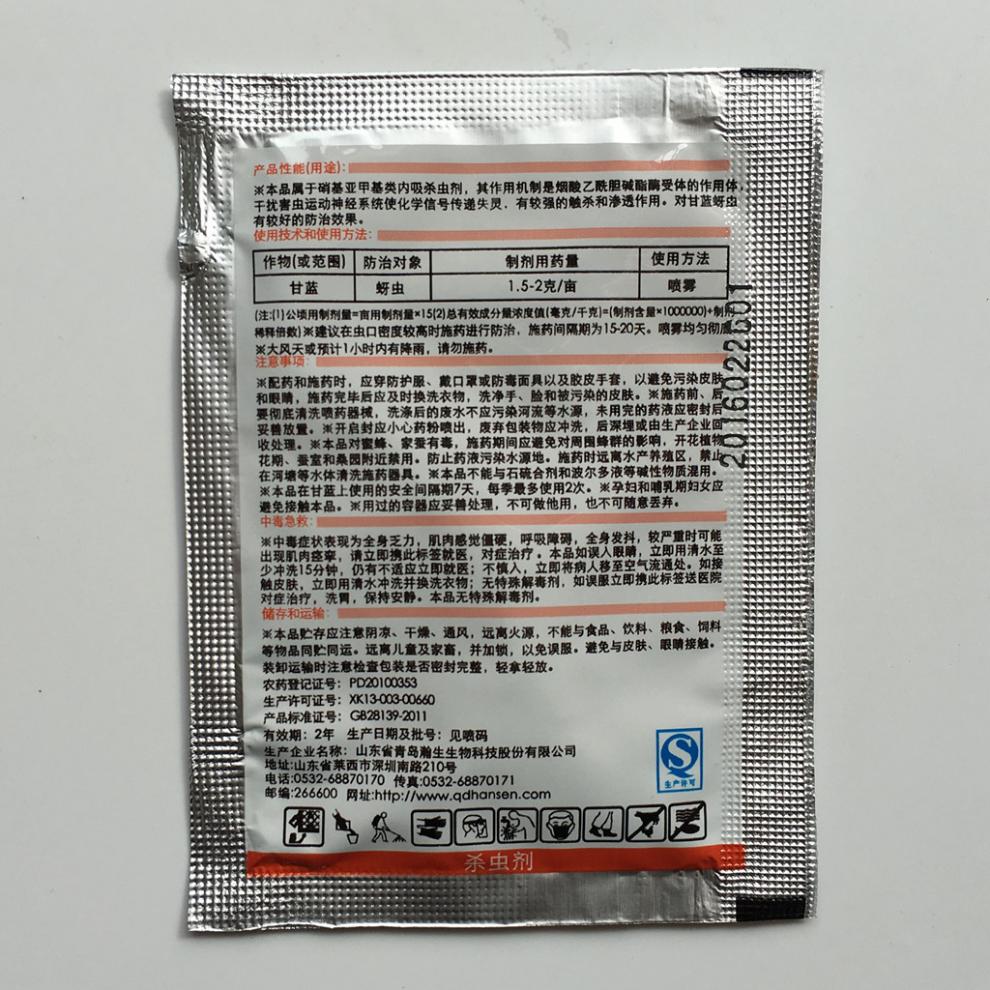 产品性能(用途):
※本品属于硝基亚甲基类内吸杀虫剂，其作用机制是烟酸乙酰胆碱酯酶受体的作用体，
干扰害虫运动神经系统使化学信号传递失灵，有较强的触杀和渗透作用。对甘蓝蚜虫
有较好的防治效果。
使用技术和使用方法:
作物(或范围) 防治对象 制剂用药量 使用方法
甘蓝 蚜虫 1.5-2克/亩 喷雾
(注:(1)公顷用制剂量=亩用制剂量×15(2)总有效成分量浓度值(毫克/千克)=(制剂含量×1000000)÷制剂
稀释倍数)※建议在虫口密度较高时施药进行防治，施药间隔期为15-20天。喷雾均匀彻底
※大风天或预计1小时内有降雨，请勿施药。
注意事项:
※配药和施药时，应穿防护服、戴口罩或防毒面具以及胶皮手套，以避免污染皮肤
和眼睛，施药完毕后应及时换洗衣物，洗净手、脸和被污染的皮肤。※施药前、后
要彻底清洗喷药器械，洗涤后的废水不应污染河流等水源，未用完的药液应密封后
妥善放置。※开启封应小心药粉喷出，废弃包装物应冲洗，后深埋或由生产企业回
收处理。※本品对蜜蜂、家蚕有毒，施药期间应避免对周围蜂群的影响，开花植物
花期、蚕室和桑园附近禁用。防止药液污染水源地。施药时远离水产养殖区，禁止
在河塘等水体清洗施药器具。※本品不能与石硫合剂和波尔多液等碱性物质混用。
※本品在甘蓝上使用的安全间隔期7天，每季最多使用2次。※孕妇和哺乳期妇女应
避免接触本品。※用过的容器应妥善处理，不可做他用，也不可随意丢弃。
中毒急救:
※中毒症状表现为全身乏力，肌肉感觉僵硬，呼吸障碍，全身发抖，较严重时可能
出现肌肉痉挛，请立即携此标签就医，对症治疗。本品如误入眼睛，立即用清水至
少冲洗15分钟，仍有不适应立即就医；不慎入，立即将病人移至空气流通处。如接
触皮肤，立即用清水冲洗并换洗衣物；无特殊解毒剂，如误服立即携此标签送医院
对症治疗，洗胃，保持安静。本品无特殊解毒剂。
储存和运输:
※本品贮存应注意阴凉、干燥、通风，远离火源，不能与食品、饮料、粮食、饲料
等物品同贮同运。远离儿童及家畜，并加锁，以免误服。避免与皮肤、眼睛接触。
装卸运输时注意检查包装是否密封完整，轻拿轻放。
农药登记证号: PD20100353
生产许可证号: XK13-003-00660
产品标准证号: GB28139-2011
有效期: 2年 生产日期及批号: 见喷码
生产企业名称: 山东省青岛瀚生生物科技股份有限公司
地址:山东省莱西市深圳南路210号
电话:0532-68870170 传真:0532-68870171
邮编:266600 网址:http://www.qdhansen.com
生产许可
杀虫剂
2016022201